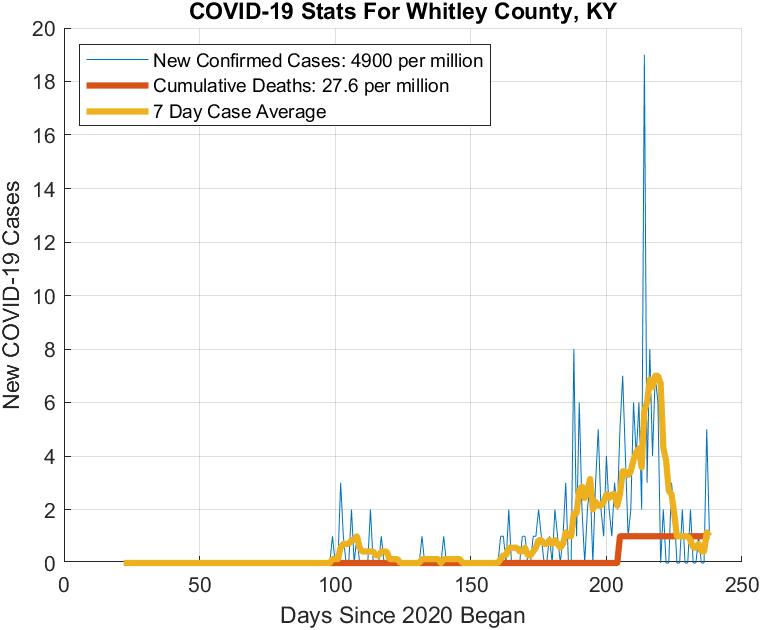 COVID-19 Stats For Whitley County, KY
New Confirmed Cases: 4900 per million
Cumulative Deaths: 27.6 per million
7 Day Case Average
New COVID-19 Cases
20
18
16
14
12
10
8
6
4
2
0
0 50 100 150 200 250
Days Since 2020 Began